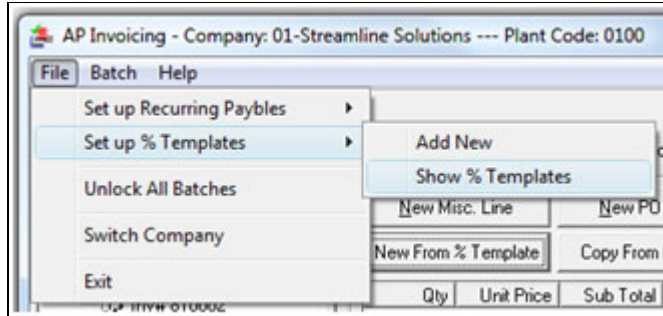 AP Invoicing - Company: 01-Streamline Solutions --- Plant Code: 0100
File Batch Help
Set up Recurring Paybles
Set up % Templates
Add New
Show % Templates
Unlock All Batches
New Misc. Line New PO
Switch Company
New From % Template Copy From
Exit
Qty Unit Price Sub Total